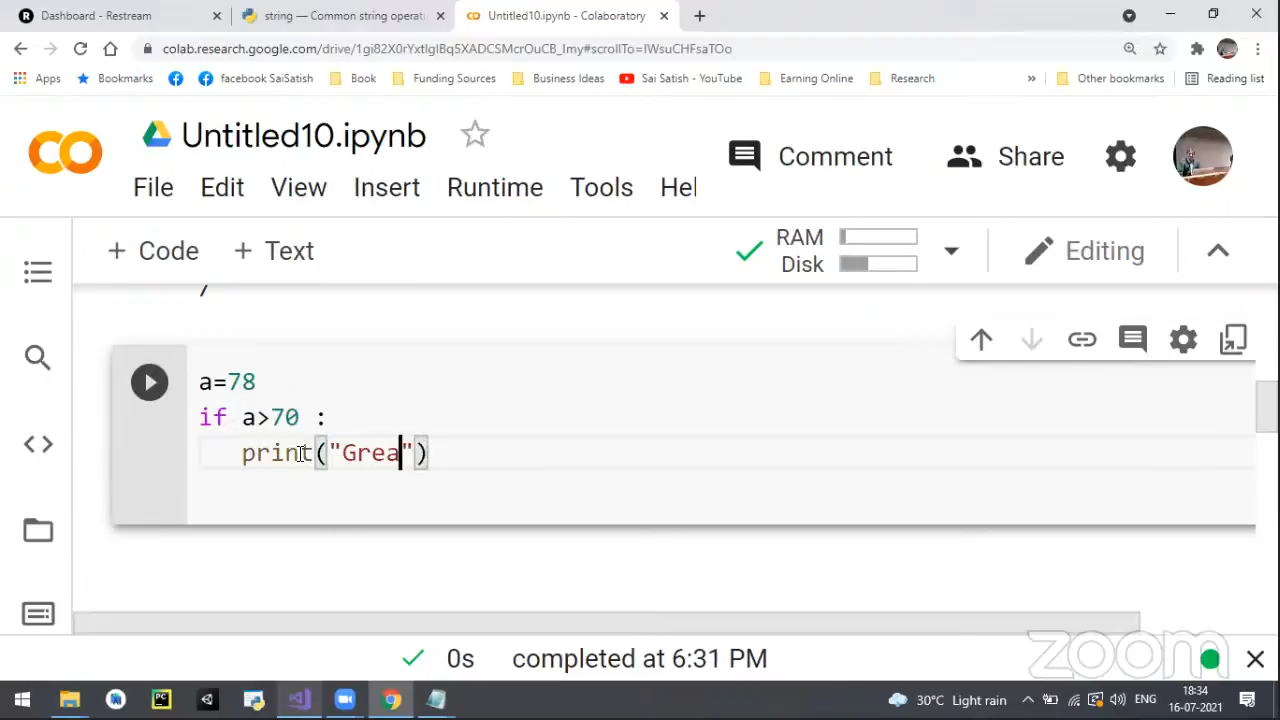 Dashboard - Restream
string — Common string operati
Untitled10.ipynb - Colaboratory
colab.research.google.com/drive/1gi82X0rYxtlgIBq5XADCSMcrOuCB_Imy#scrollTo=IWsuCHFsaTOo
Apps Bookmarks facebook SaiSatish Book Funding Sources Business Ideas Sai Satish - YouTube Earning Online Research » Other bookmarks Reading list
CO Untitled10.ipynb
Comment Share
File Edit View Insert Runtime Tools Hel
+ Code + Text RAM Disk Editing
a=78
if a>70 :
print("Grea")
0s completed at 6:31 PM
zoom
30°C Light rain ENG 18:34
16-07-2021